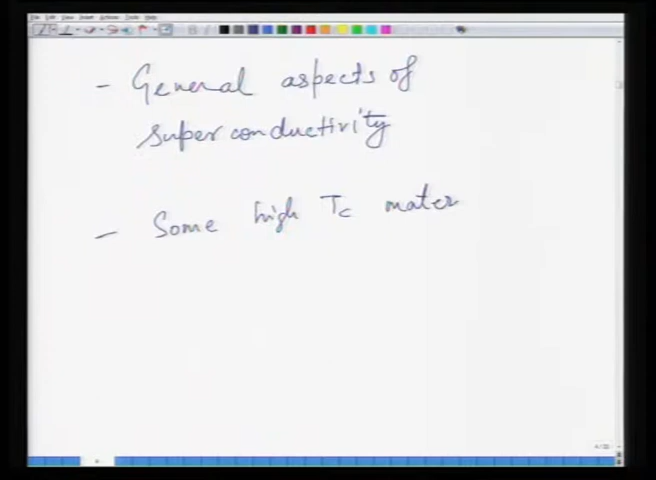 - General aspects of
superconductivity
- Some high Tc mater